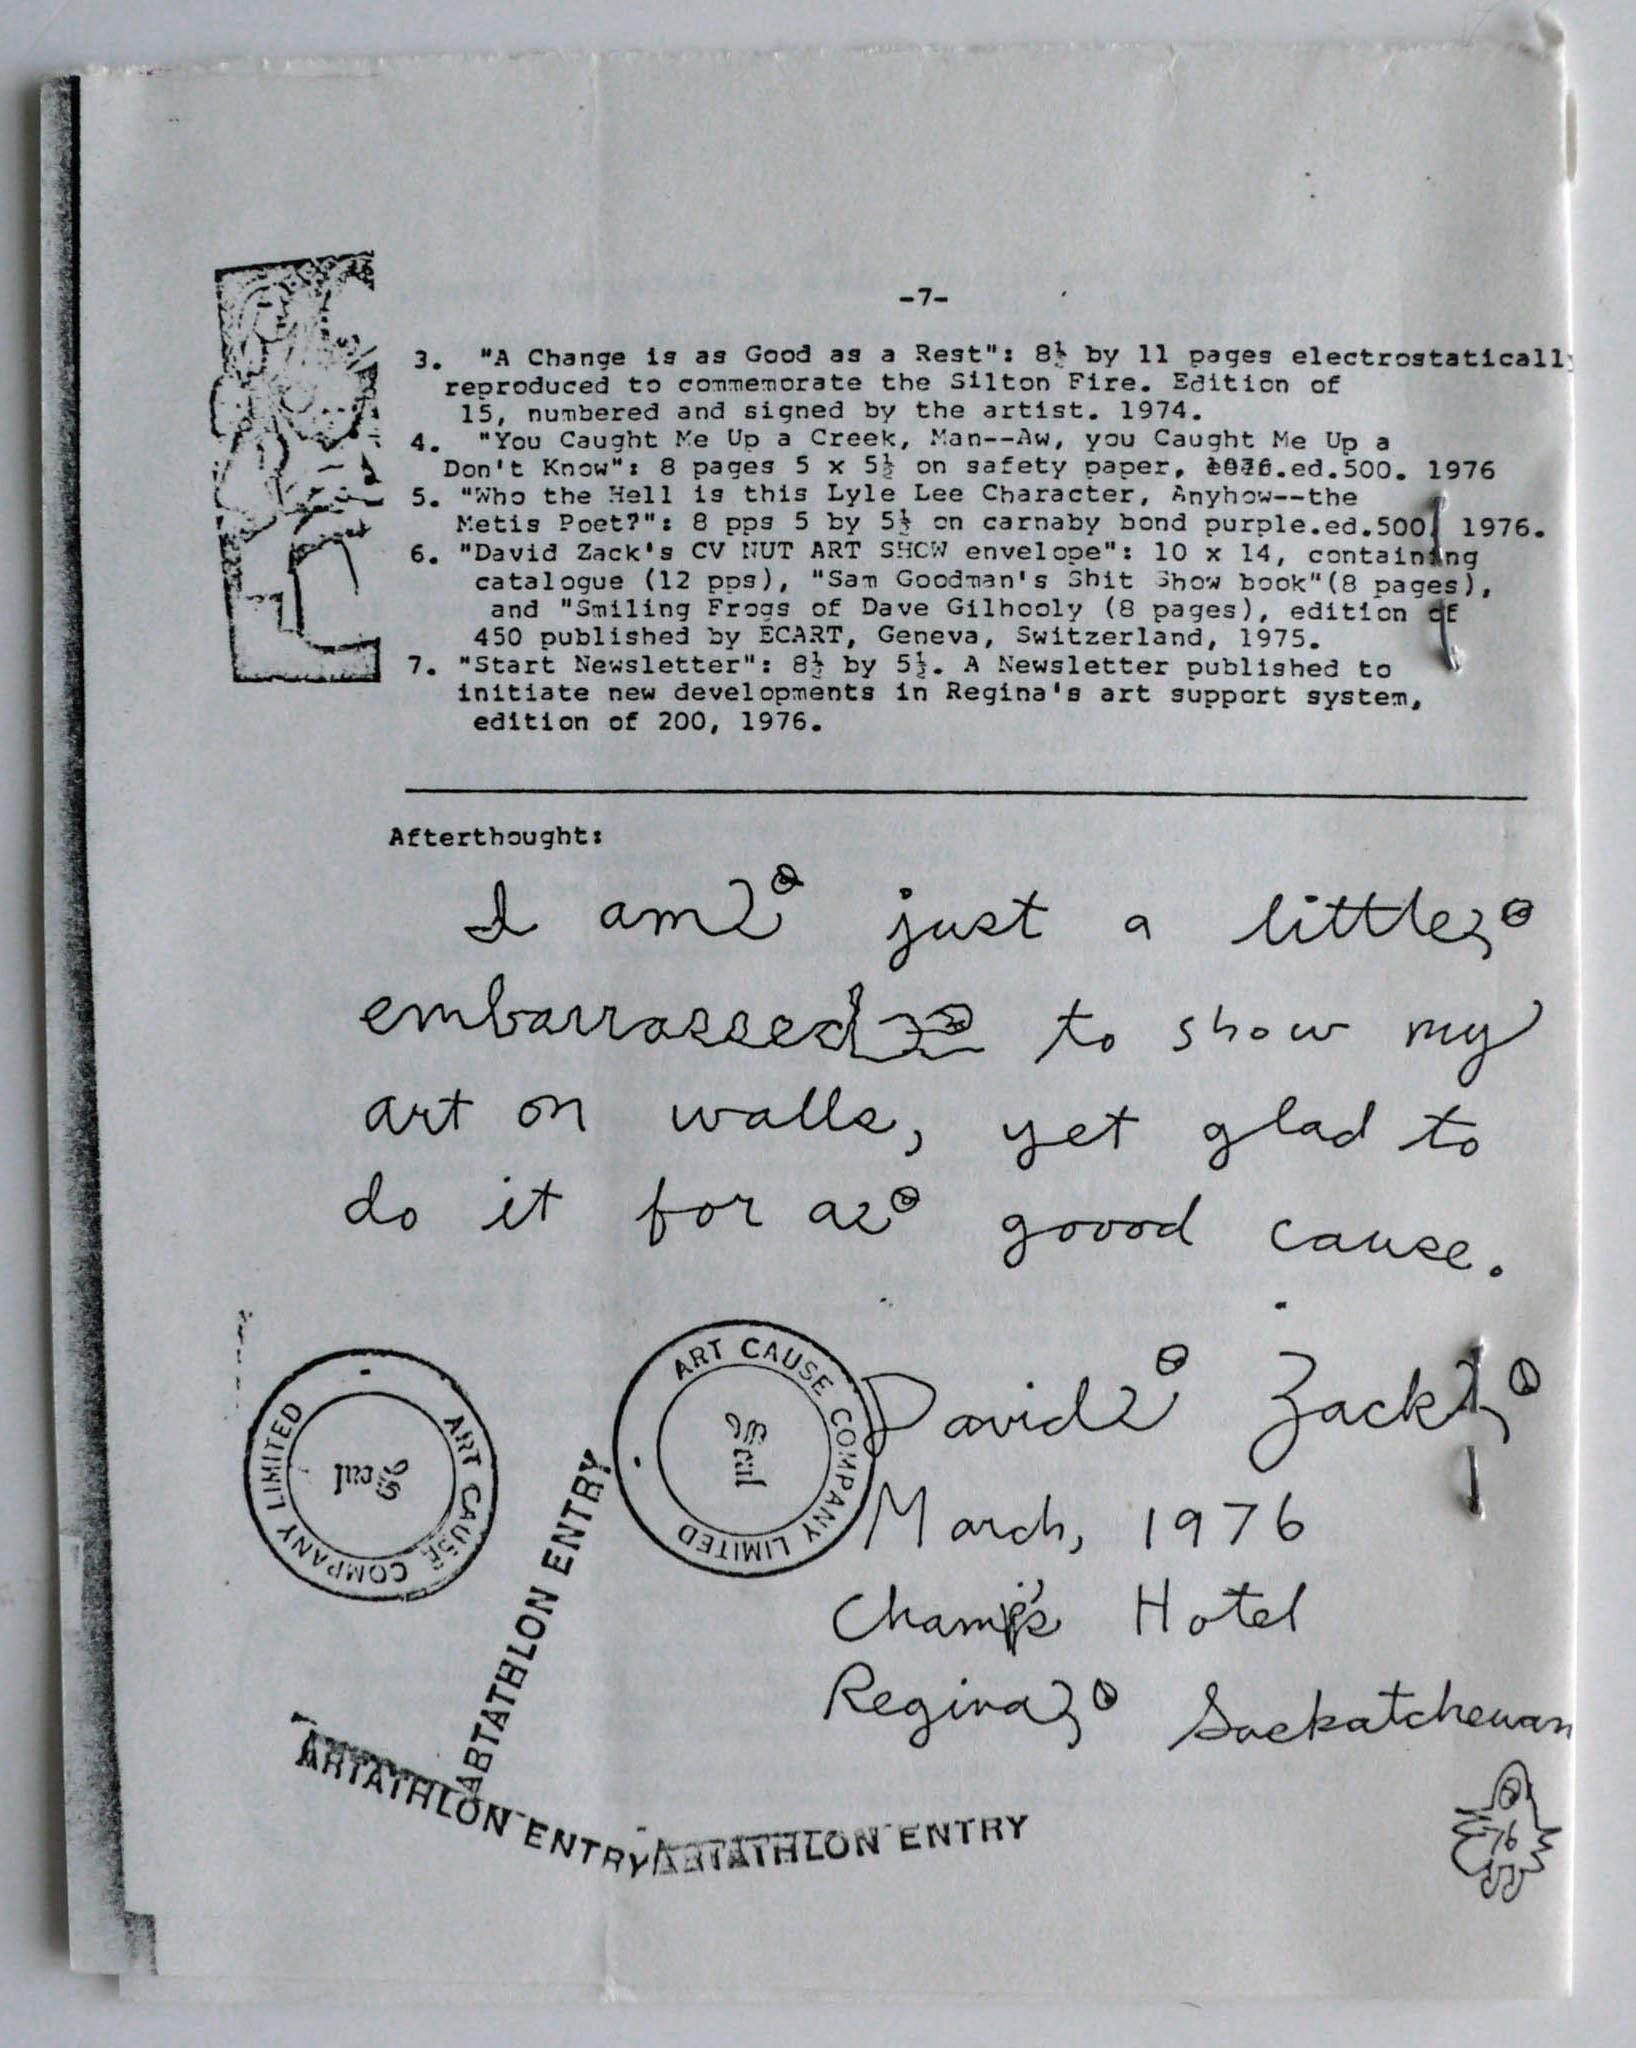 -7-
3. "A Change is as Good as a Rest": 8½ by 11 pages electrostatically
reproduced to commemorate the Silton Fire. Edition of
15, numbered and signed by the artist. 1974.
4. "You Caught Me Up a Creek, Man--Aw, you Caught Me Up a
Don't Know": 8 pages 5 x 5½ on safety paper, .ed.500. 1976
5. "Who the Hell is this Lyle Lee Character, Anyhow--the
Metis Poet?": 8 pps 5 by 5½ on carnaby bond purple.ed.500. 1976.
6. "David Zack's CV NUT ART SHOW envelope": 10 x 14, containing
catalogue (12 pps), "Sam Goodman's Shit Show book"(8 pages),
and "Smiling Frogs of Dave Gilhooly (8 pages), edition of
450 published by ECART, Geneva, Switzerland, 1975.
7. "Start Newsletter": 8½ by 5½. A Newsletter published to
initiate new developments in Regina's art support system,
edition of 200, 1976.
Afterthought:
I am just a little
embarrassed to show my
art on walls, yet glad to
do it for a goood cause.
David Zack
March, 1976
Champ's Hotel
Regina Saskatchewan
76
ART CAUSE COMPANY LIMITED
Seal
ART CAUSE COMPANY LIMITED
Seal
ARTATHLON ENTRY
ARTATHLON ENTRY
ARTATHLON ENTRY